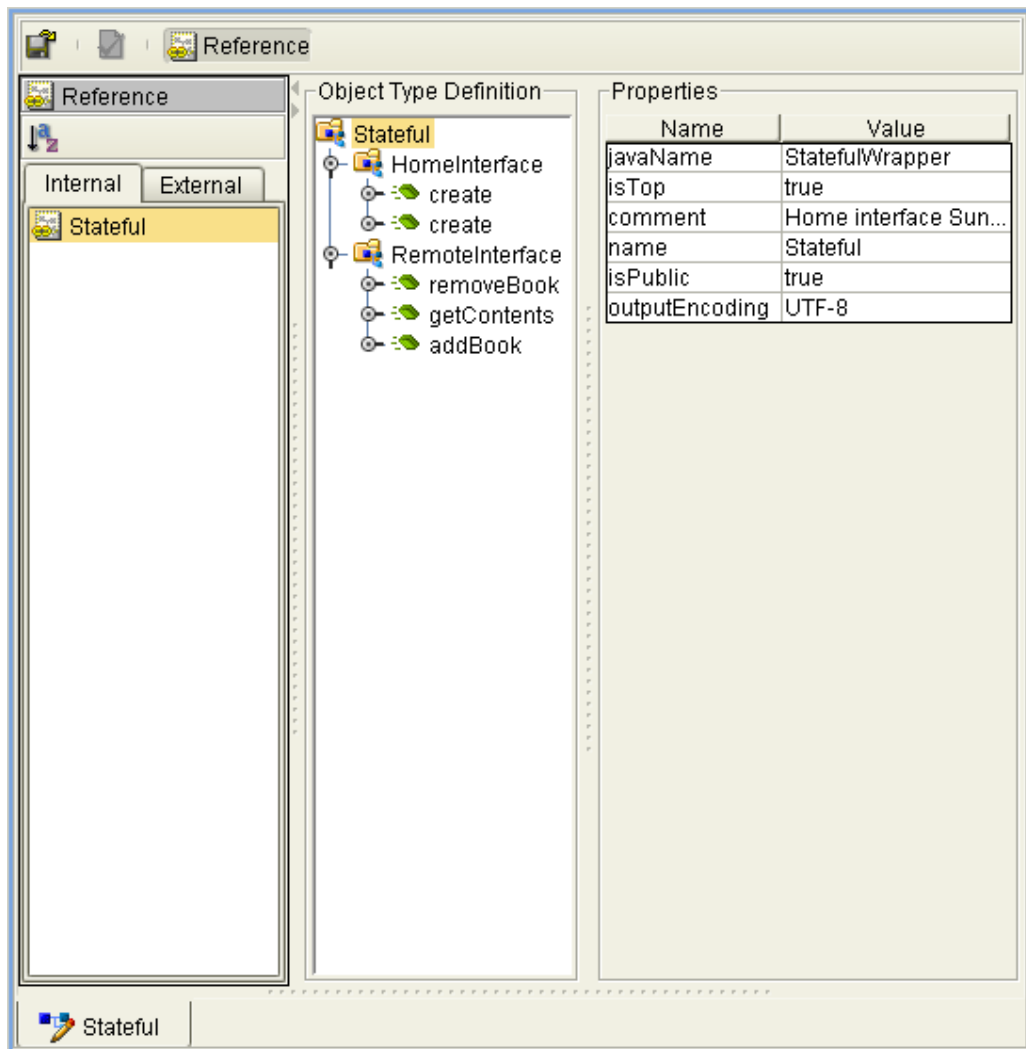 Reference
Reference
Internal External
Stateful
Object Type Definition
Stateful
HomeInterface
create
create
RemoteInterface
removeBook
getContents
addBook
Properties
Name Value
javaName StatefulWrapper
isTop true
comment Home interface Sun...
name Stateful
isPublic true
outputEncoding UTF-8
Stateful